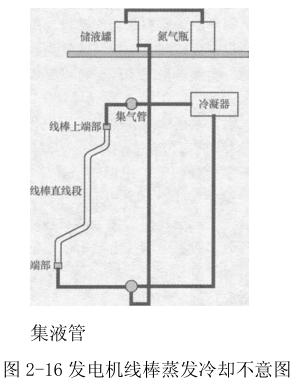 储液罐
氮气瓶
冷凝器
集气管
线棒上端部
线棒直线段
端部
集液管
图 2-16 发电机线棒蒸发冷却不意图